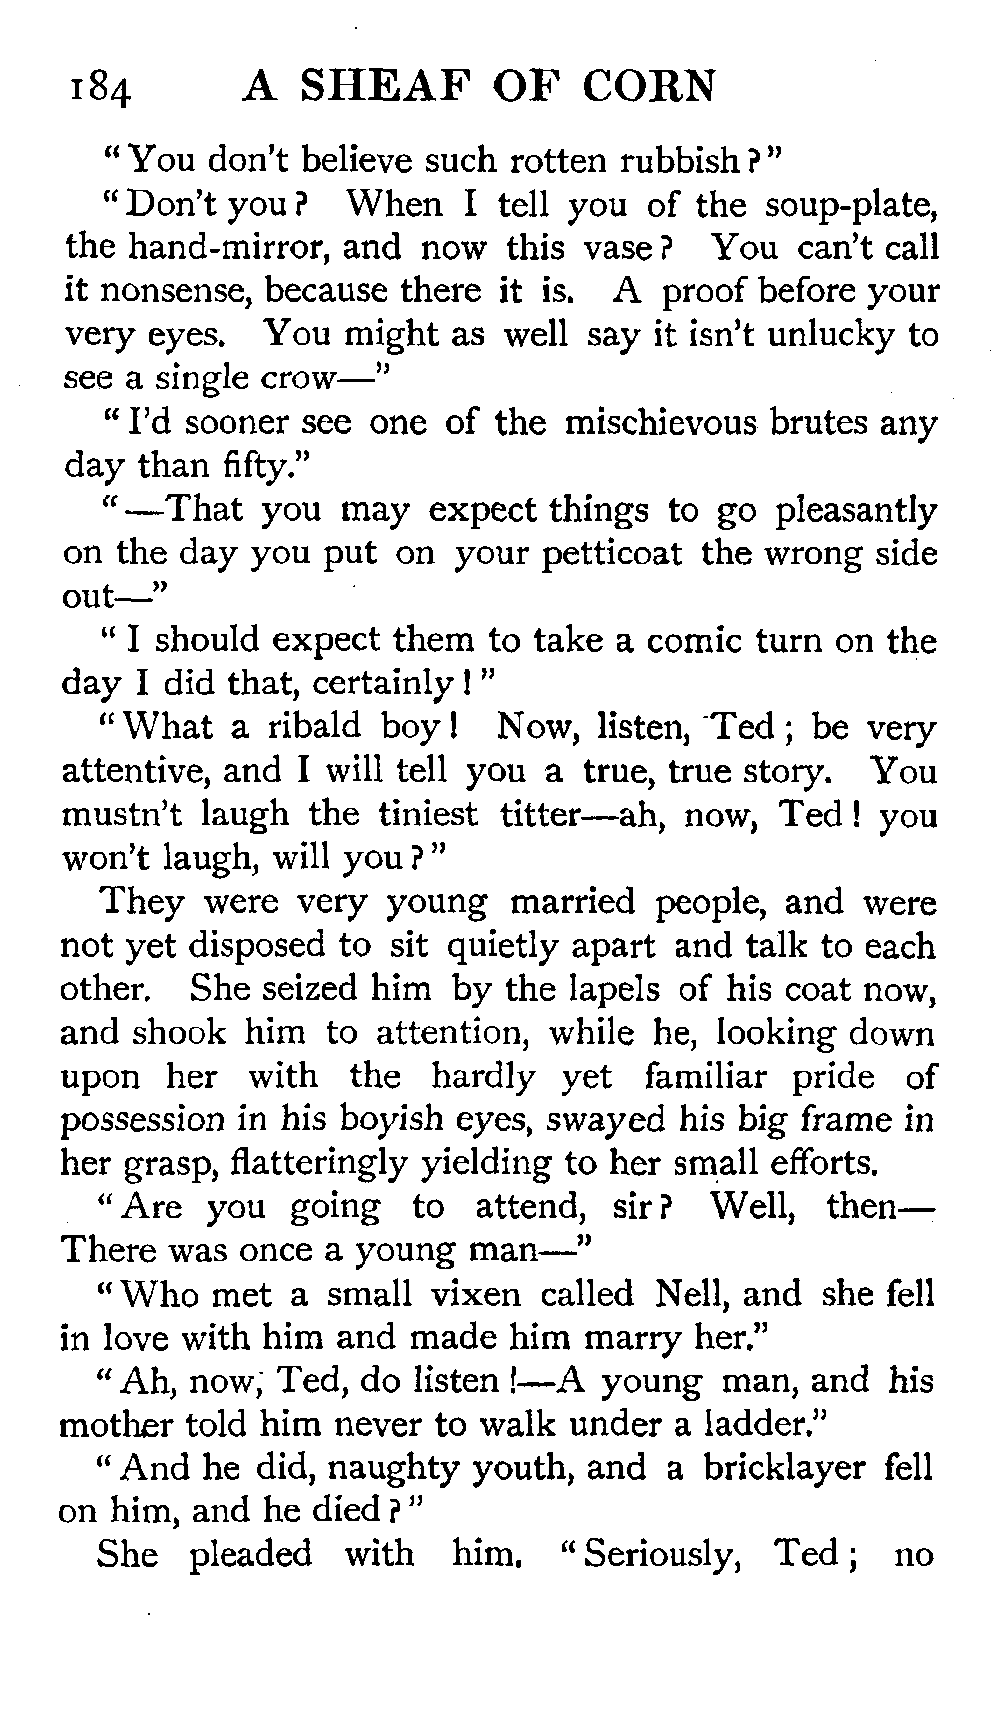 184 A SHEAF OF CORN
"You don't believe such rotten rubbish?"
"Don't you? When I tell you of the soup-plate,
the hand-mirror, and now this vase? You can't call
it nonsense, because there it is. A proof before your
very eyes. You might as well say it isn't unlucky to
see a single crow—"
"I'd sooner see one of the mischievous brutes any
day than fifty."
"—That you may expect things to go pleasantly
on the day you put on your petticoat the wrong side
out—"
"I should expect them to take a comic turn on the
day I did that, certainly!"
"What a ribald boy! Now, listen, Ted; be very
attentive, and I will tell you a true, true story. You
mustn't laugh the tiniest titter—ah, now, Ted! you
won't laugh, will you?"
They were very young married people, and were
not yet disposed to sit quietly apart and talk to each
other. She seized him by the lapels of his coat now,
and shook him to attention, while he, looking down
upon her with the hardly yet familiar pride of
possession in his boyish eyes, swayed his big frame in
her grasp, flatteringly yielding to her small efforts.
"Are you going to attend, sir? Well, then—
There was once a young man—"
"Who met a small vixen called Nell, and she fell
in love with him and made him marry her."
"Ah, now, Ted, do listen!—A young man, and his
mother told him never to walk under a ladder."
"And he did, naughty youth, and a bricklayer fell
on him, and he died?"
She pleaded with him. "Seriously, Ted; no